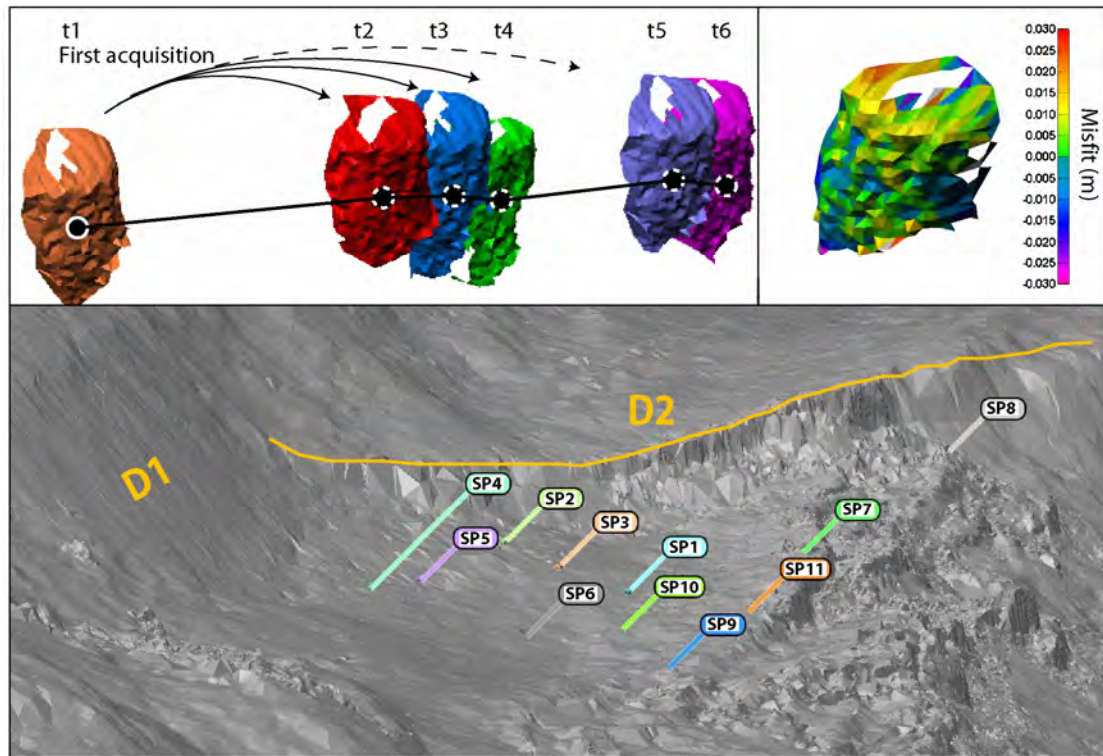 t1
First acquisition
t2
t3
t4
t5
t6
0.030
0.025
0.020
0.015
0.010
0.005
0.000
-0.005
-0.010
-0.015
-0.020
-0.025
-0.030
Misfit (m)
D1
D2
SP8
SP4
SP2
SP7
SP3
SP5
SP1
SP11
SP10
SP6
SP9